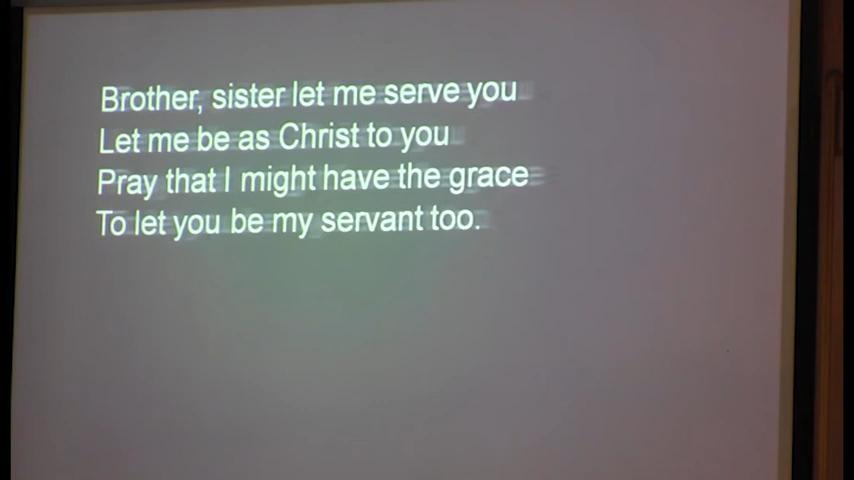 Brother, sister let me serve you
Let me be as Christ to you
Pray that I might have the grace
To let you be my servant too.